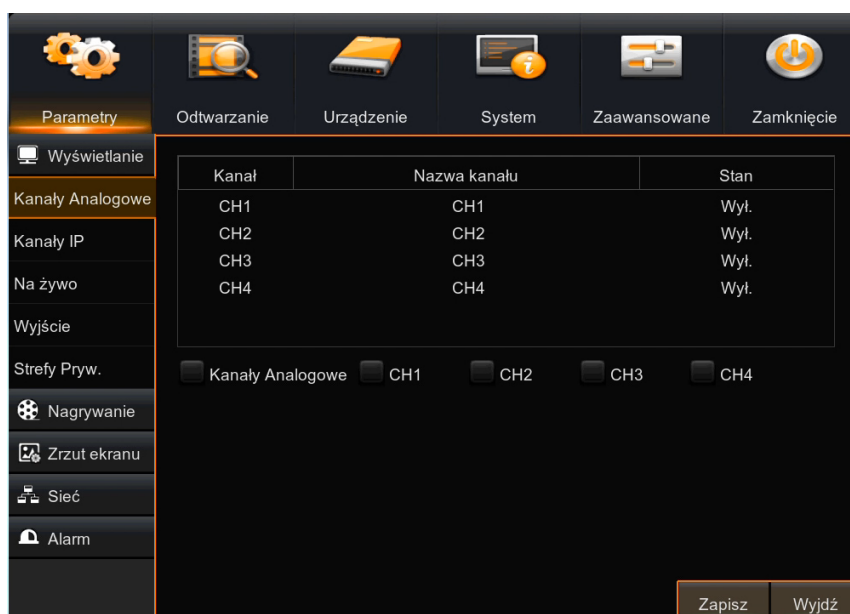 Parametry Odtwarzanie Urządzenie System Zaawansowane Zamknięcie
Wyświetlanie
Kanały Analogowe
Kanały IP
Na żywo
Wyjście
Strefy Pryw.
Nagrywanie
Zrzut ekranu
Sieć
Alarm
Kanał Nazwa kanału Stan
CH1 CH1 Wył.
CH2 CH2 Wył.
CH3 CH3 Wył.
CH4 CH4 Wył.
Kanały Analogowe CH1 CH2 CH3 CH4
Zapisz Wyjdź